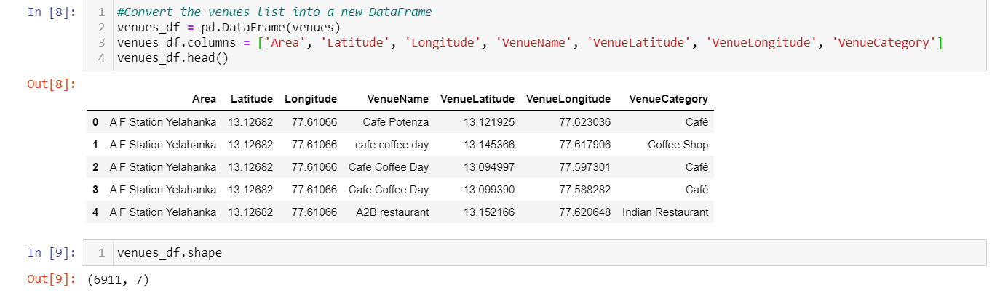 In [8]:
1 #Convert the venues list into a new DataFrame
2 venues_df = pd.DataFrame(venues)
3 venues_df.columns = ['Area', 'Latitude', 'Longitude', 'VenueName', 'VenueLatitude', 'VenueLongitude', 'VenueCategory']
4 venues_df.head()
Out[8]:
Area Latitude Longitude VenueName VenueLatitude VenueLongitude VenueCategory
0 A F Station Yelahanka 13.12682 77.61066 Cafe Potenza 13.121925 77.623036 Café
1 A F Station Yelahanka 13.12682 77.61066 cafe coffee day 13.145366 77.617906 Coffee Shop
2 A F Station Yelahanka 13.12682 77.61066 Cafe Coffee Day 13.094997 77.597301 Café
3 A F Station Yelahanka 13.12682 77.61066 Cafe Coffee Day 13.099390 77.588282 Café
4 A F Station Yelahanka 13.12682 77.61066 A2B restaurant 13.152166 77.620648 Indian Restaurant
In [9]: 1 venues_df.shape
Out[9]: (6911, 7)